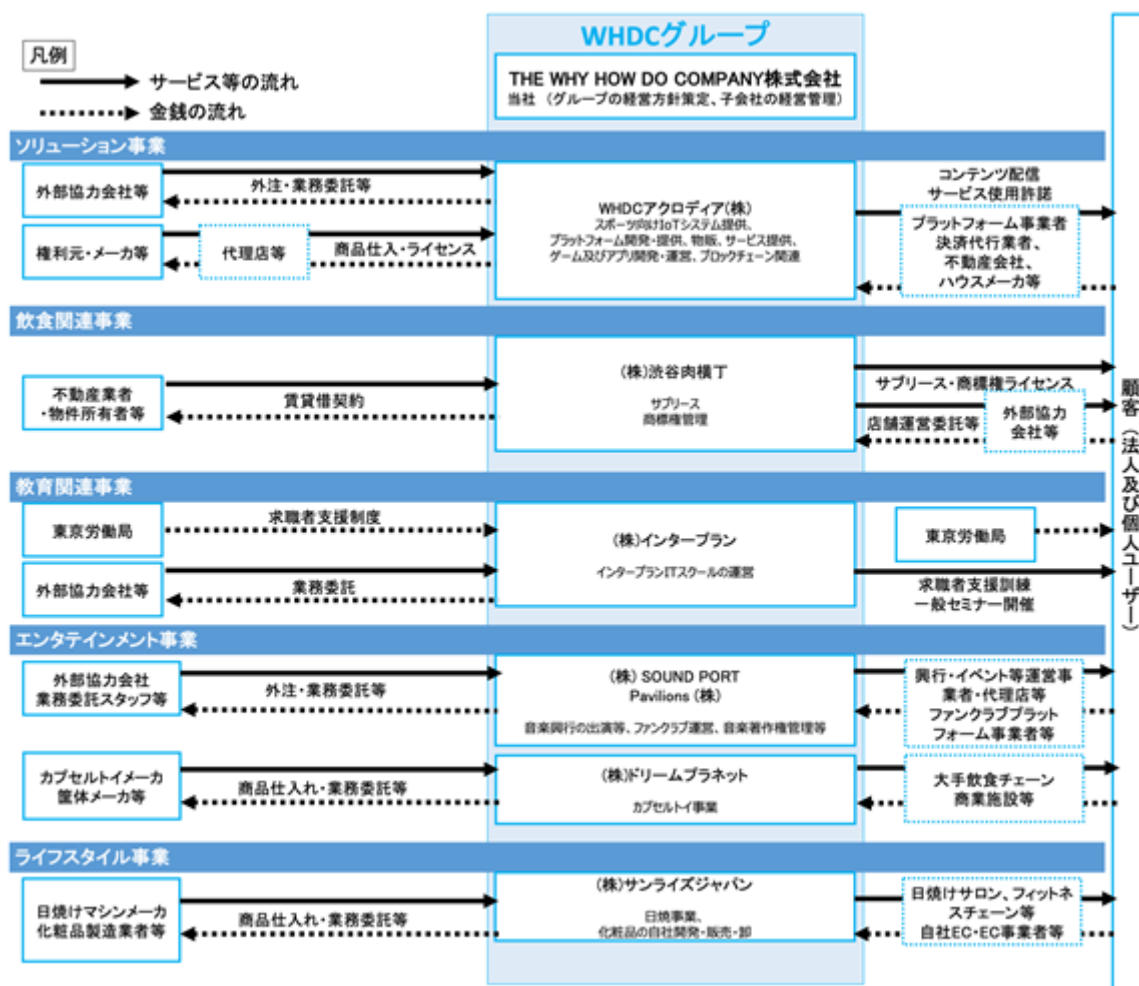 WHDCグループ
凡例
サービス等の流れ
金銭の流れ
THE WHY HOW DO COMPANY株式会社
当社 （グループの経営方針策定、子会社の経営管理）
ソリューション事業
外部協力会社等
外注・業務委託等
権利元・メーカ等
代理店等
商品仕入・ライセンス
WHDCアクロディア(株)
スポーツ向けIoTシステム提供、
プラットフォーム開発・提供、物販、サービス提供、
ゲーム及びアプリ開発・運営、ブロックチェーン関連
コンテンツ配信
サービス使用許諾
プラットフォーム事業者
決済代行業者、
不動産会社、
ハウスメーカ等
飲食関連事業
不動産業者
・物件所有者等
賃貸借契約
(株)渋谷肉横丁
サブリース
商標権管理
サブリース・商標権ライセンス
店舗運営委託等
外部協力
会社等
教育関連事業
東京労働局
求職者支援制度
外部協力会社等
業務委託
(株)インタープラン
インタープランITスクールの運営
東京労働局
求職者支援訓練
一般セミナー開催
エンタテインメント事業
外部協力会社
業務委託スタッフ等
外注・業務委託等
(株) SOUND PORT
Pavilions (株)
音楽興行の出演等、ファンクラブ運営、音楽著作権管理等
興行・イベント等運営事
業者・代理店等
ファンクラブプラット
フォーム事業者等
カプセルトイメーカ
筐体メーカ等
商品仕入れ・業務委託等
(株)ドリームプラネット
カプセルトイ事業
大手飲食チェーン
商業施設等
ライフスタイル事業
日焼けマシンメーカ
化粧品製造業者等
商品仕入れ・業務委託等
(株)サンライズジャパン
日焼事業、
化粧品の自社開発・販売・卸
日焼けサロン、フィットネ
スチェーン等
自社EC・EC事業者等
顧客（法人及び個人ユーザー）